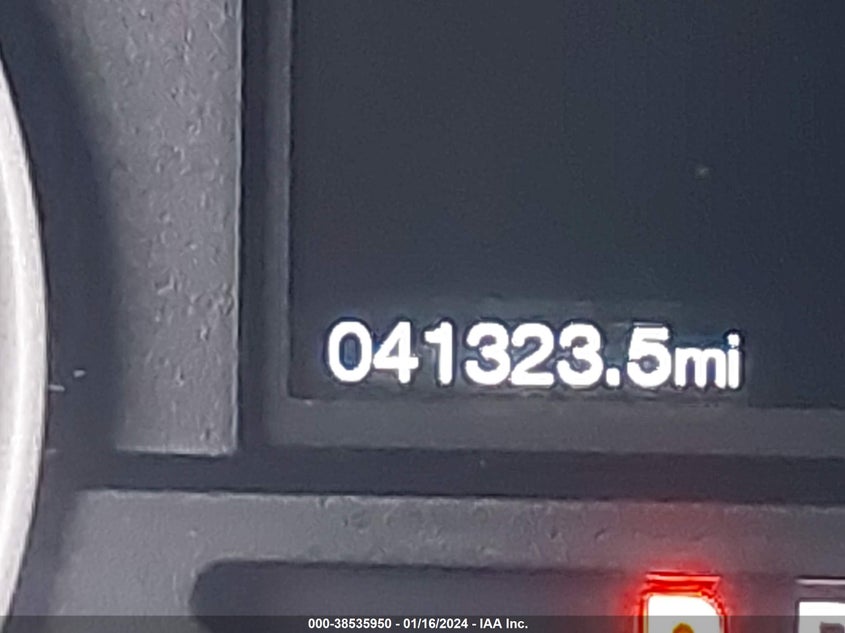 041323.5mi
000-38535950 - 01/16/2024 - IAA Inc.